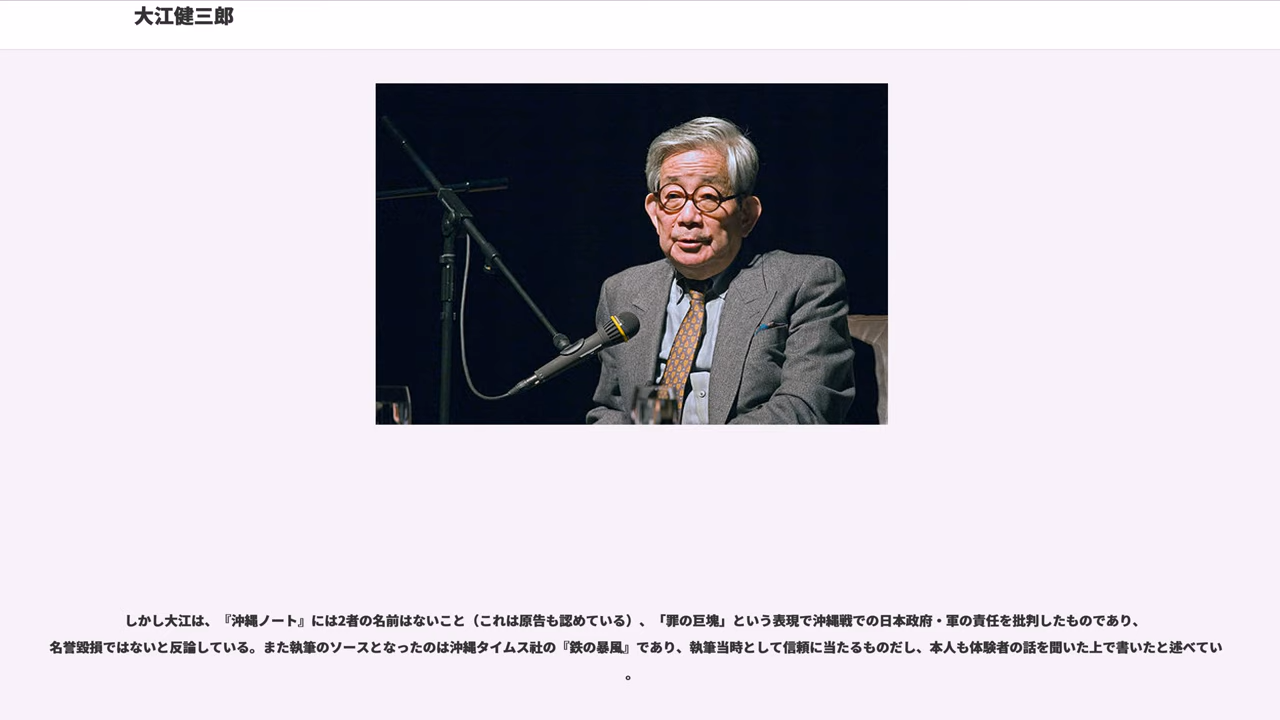 大江健三郎
しかし大江は、『沖縄ノート』には2者の名前はないこと（これは原告も認めている）、「罪の巨塊」という表現で沖縄戦での日本政府・軍の責任を批判したものであり、
名誉毀損ではないと反論している。また執筆のソースとなったのは沖縄タイムス社の『鉄の暴風』であり、執筆当時として信頼に当たるものだし、本人も体験者の話を聞いた上で書いたと述べてい
。